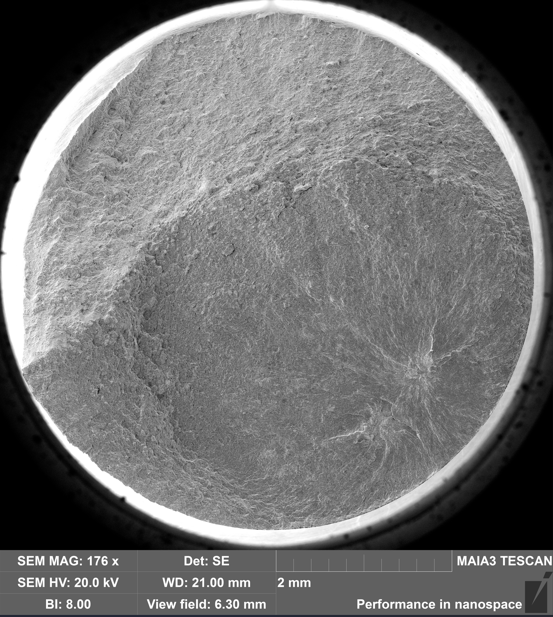 SEM MAG: 176 x Det: SE MAIA3 TESCAN
SEM HV: 20.0 kV WD: 21.00 mm 2 mm
BI: 8.00 View field: 6.30 mm Performance in nanospace